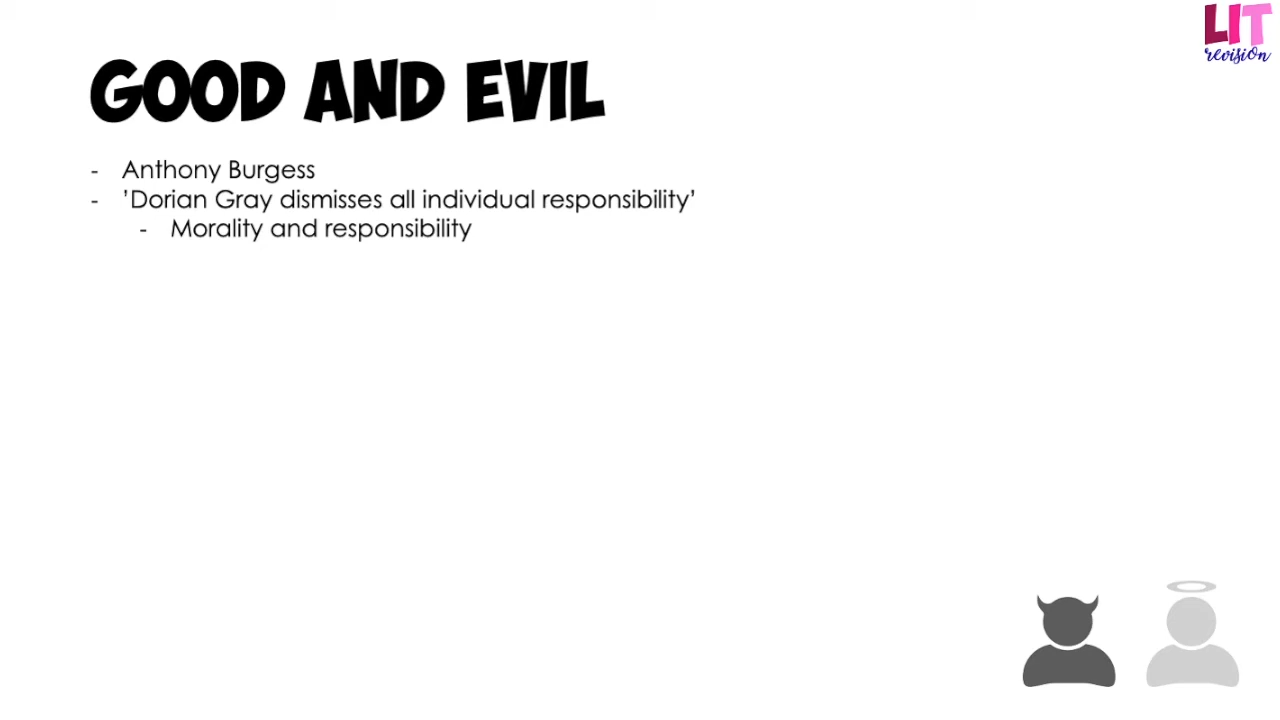 LIT
revision
GOOD AND EVIL
- Anthony Burgess
- 'Dorian Gray dismisses all individual responsibility'
- Morality and responsibility